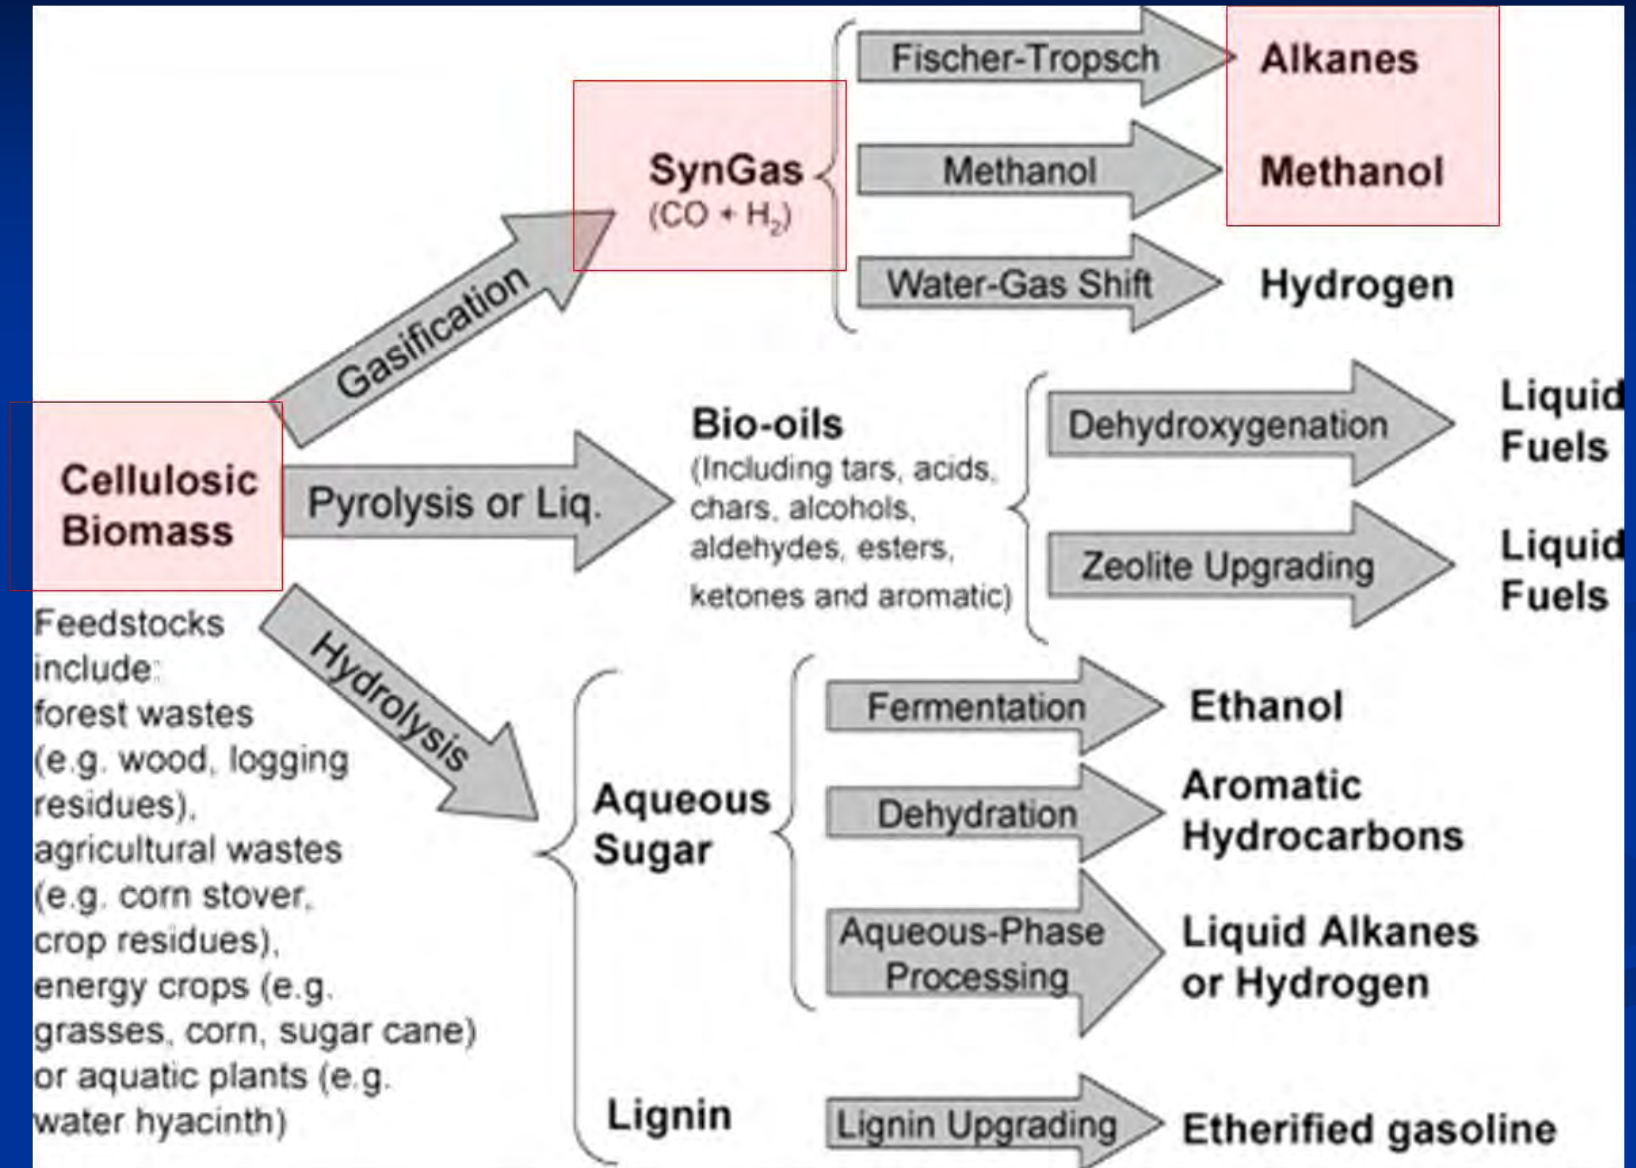 Fischer-Tropsch
Alkanes
SynGas
(CO + H₂)
Methanol
Methanol
Water-Gas Shift
Hydrogen
Gasification
Cellulosic
Biomass
Pyrolysis or Liq.
Bio-oils
(Including tars, acids,
chars, alcohols,
aldehydes, esters,
ketones and aromatic)
Dehydroxygenation
Liquid
Fuels
Zeolite Upgrading
Liquid
Fuels
Feedstocks
include:
forest wastes
(e.g. wood, logging
residues),
agricultural wastes
(e.g. corn stover,
crop residues),
energy crops (e.g.
grasses, corn, sugar cane)
or aquatic plants (e.g.
water hyacinth)
Hydrolysis
Aqueous
Sugar
Fermentation
Ethanol
Dehydration
Aromatic
Hydrocarbons
Aqueous-Phase
Processing
Liquid Alkanes
or Hydrogen
Lignin
Lignin Upgrading
Etherified gasoline